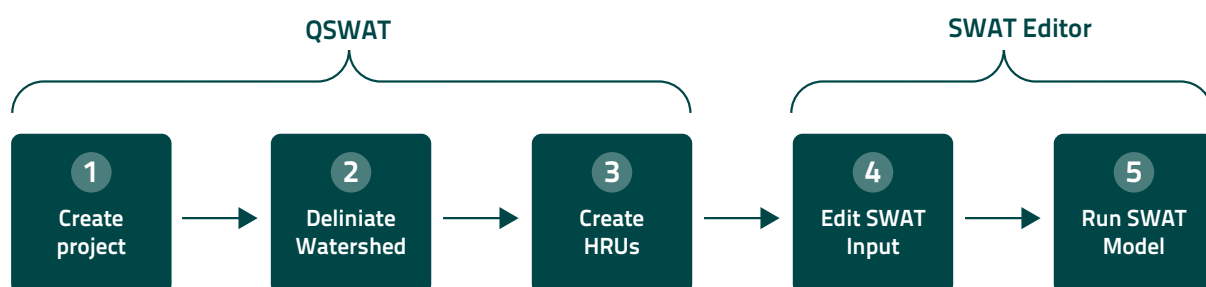 QSWAT
SWAT Editor
1
Create
project
2
Deliniate
Watershed
3
Create
HRUs
4
Edit SWAT
Input
5
Run SWAT
Model